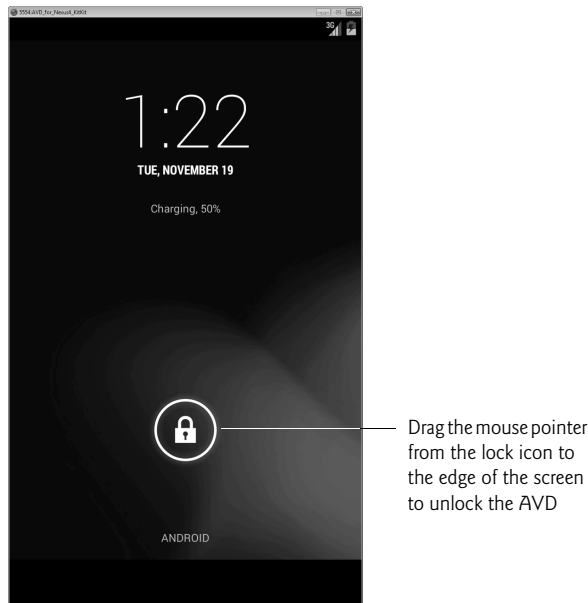 5554:AVD_for_Nexus4_KitKat
3G
1:22
TUE, NOVEMBER 19
Charging, 50%
Drag the mouse pointer
from the lock icon to
the edge of the screen
to unlock the AVD
ANDROID